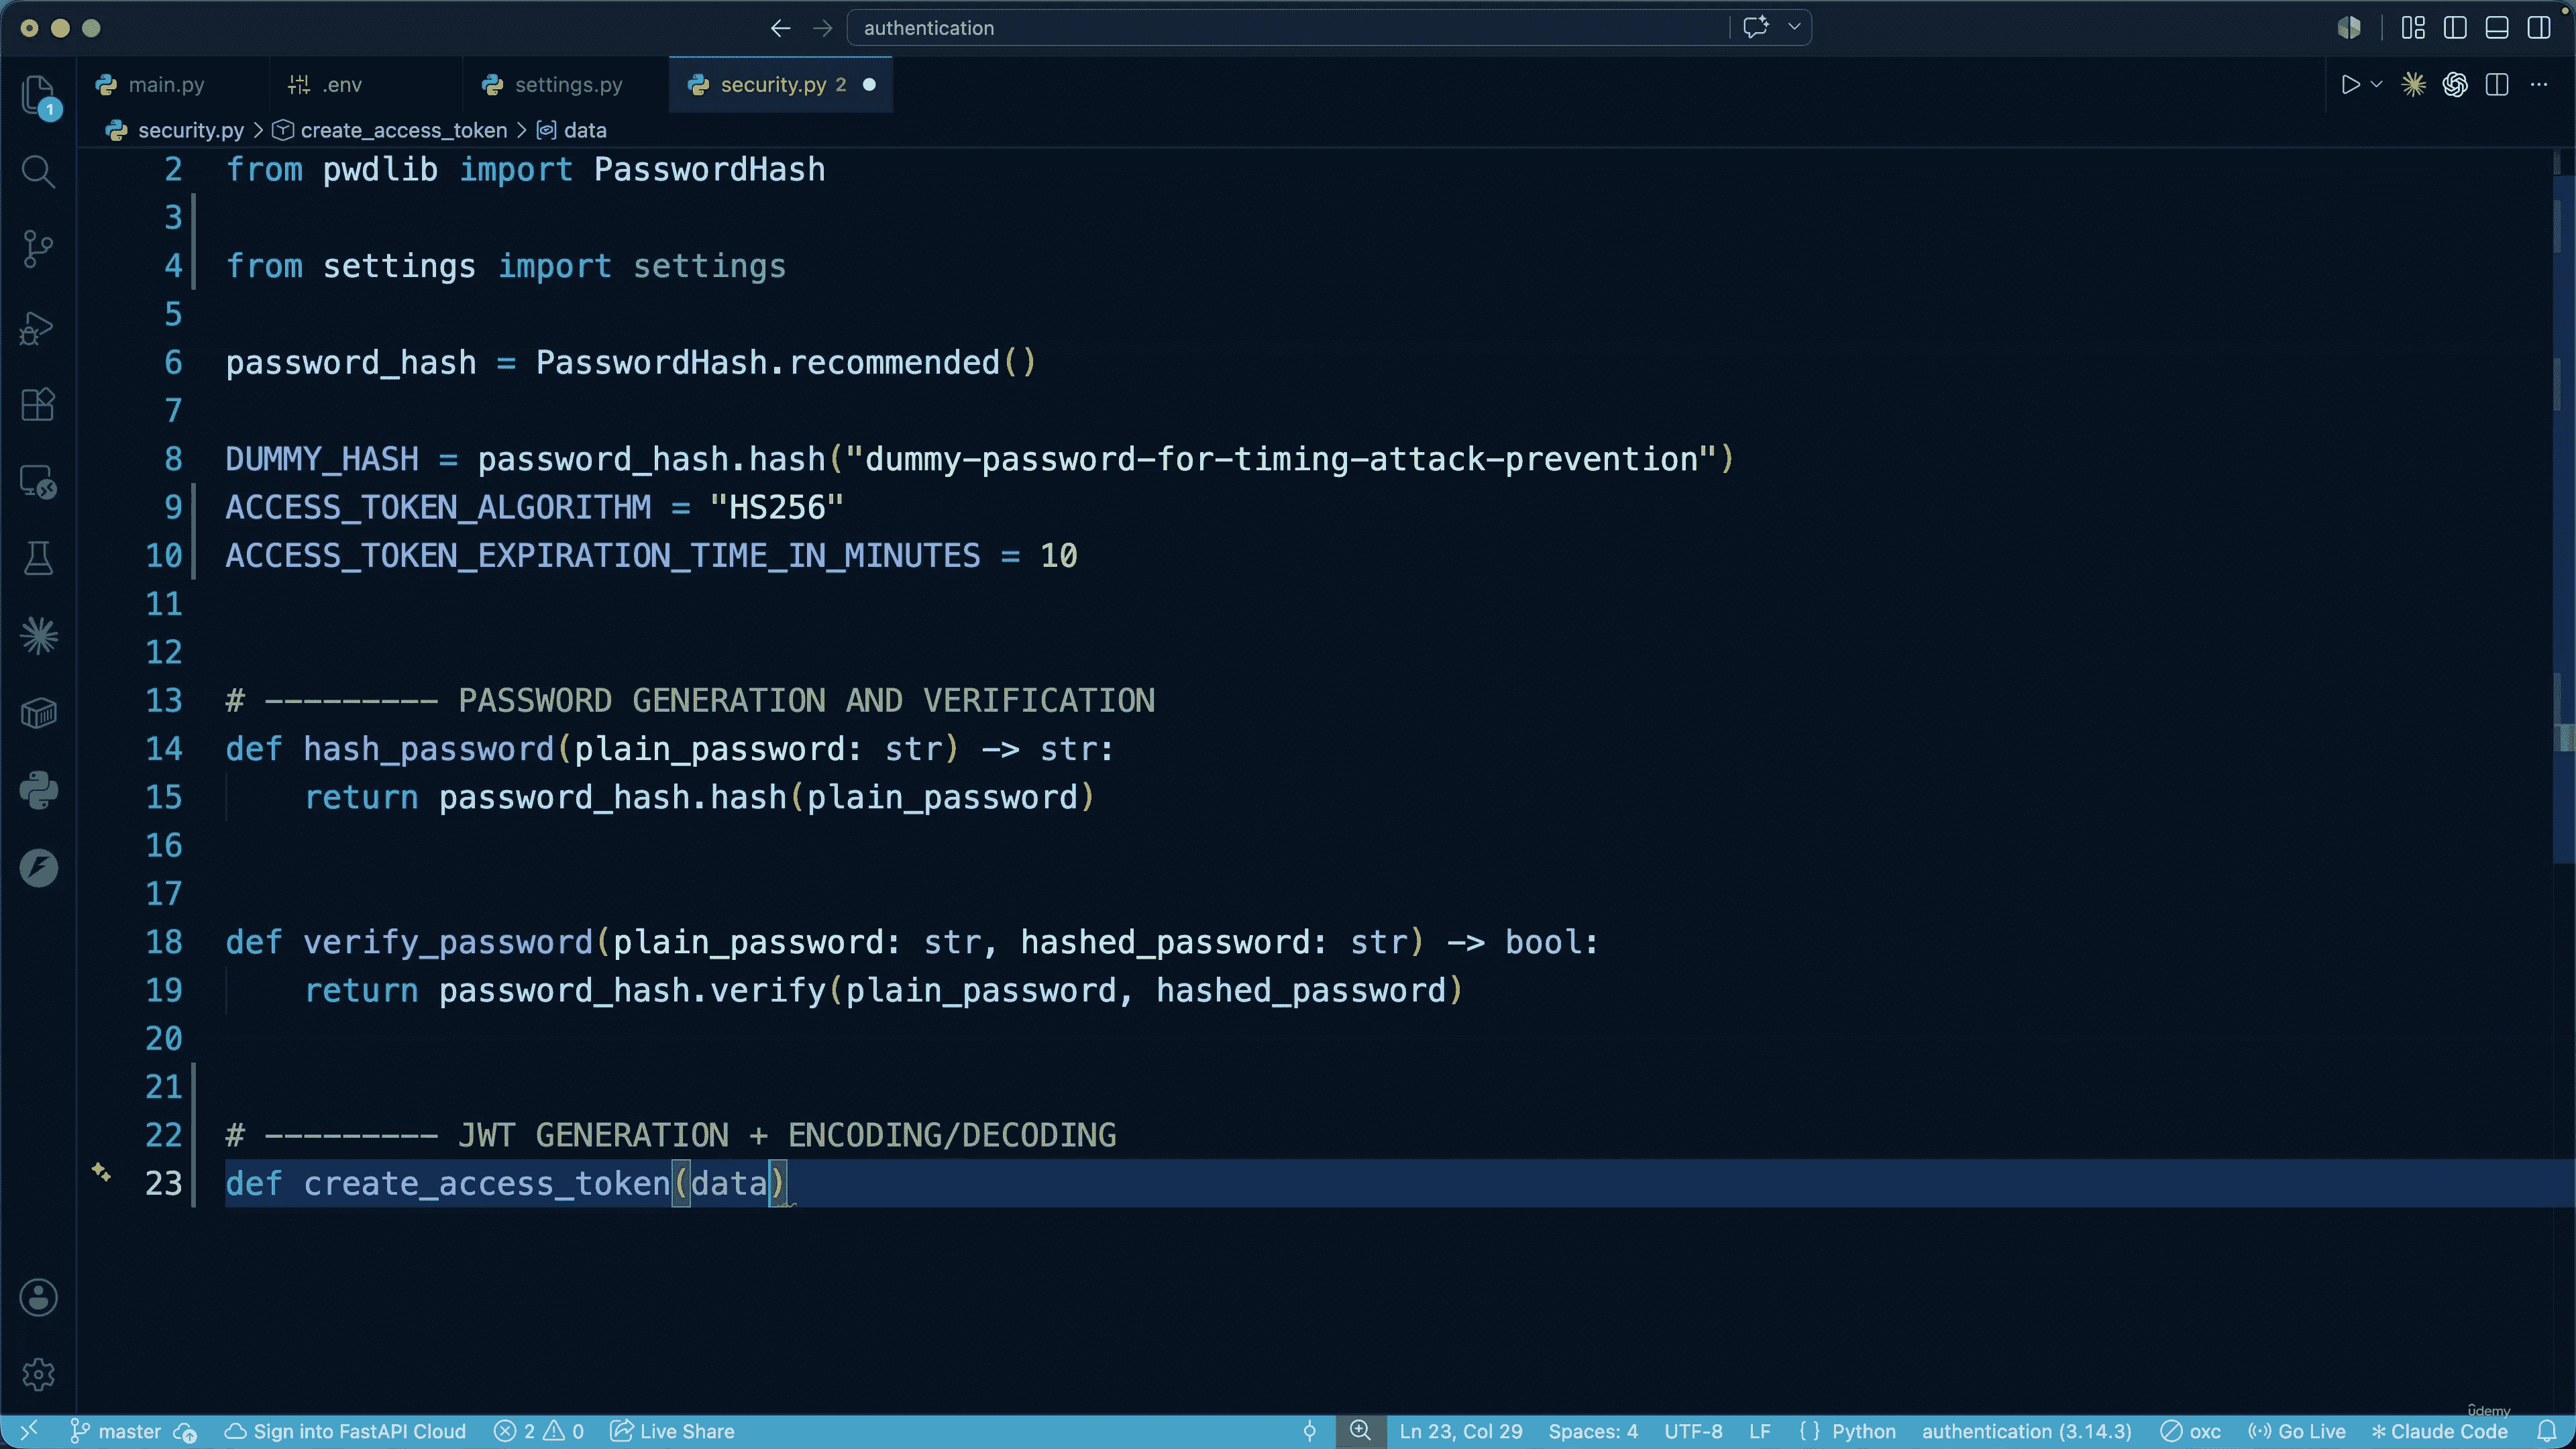 authentication
main.py
.env
settings.py
security.py 2
1
security.py > create_access_token > data
2 from pwdlib import PasswordHash
3
4 from settings import settings
5
6 password_hash = PasswordHash.recommended()
7
8 DUMMY_HASH = password_hash.hash("dummy-password-for-timing-attack-prevention")
9 ACCESS_TOKEN_ALGORITHM = "HS256"
10 ACCESS_TOKEN_EXPIRATION_TIME_IN_MINUTES = 10
11
12
13 # --------- PASSWORD GENERATION AND VERIFICATION
14 def hash_password(plain_password: str) -> str:
15     return password_hash.hash(plain_password)
16
17
18 def verify_password(plain_password: str, hashed_password: str) -> bool:
19     return password_hash.verify(plain_password, hashed_password)
20
21
22 # --------- JWT GENERATION + ENCODING/DECODING
23 def create_access_token(data)
udemy
master Sign into FastAPI Cloud 2 0 Live Share Ln 23, Col 29 Spaces: 4 UTF-8 LF { } Python authentication (3.14.3) oxc Go Live Claude Code